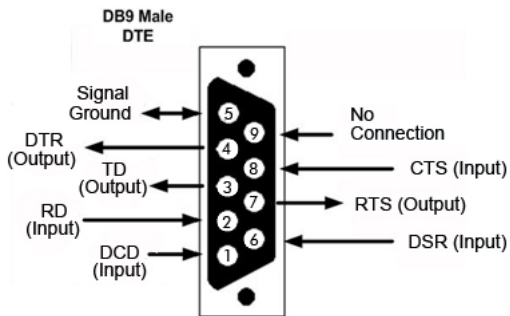 DB9 Male
DTE
Signal
Ground
DTR
(Output)
TD
(Output)
RD
(Input)
DCD
(Input)
5
4
3
2
1
9
8
7
6
No
Connection
CTS (Input)
RTS (Output)
DSR (Input)